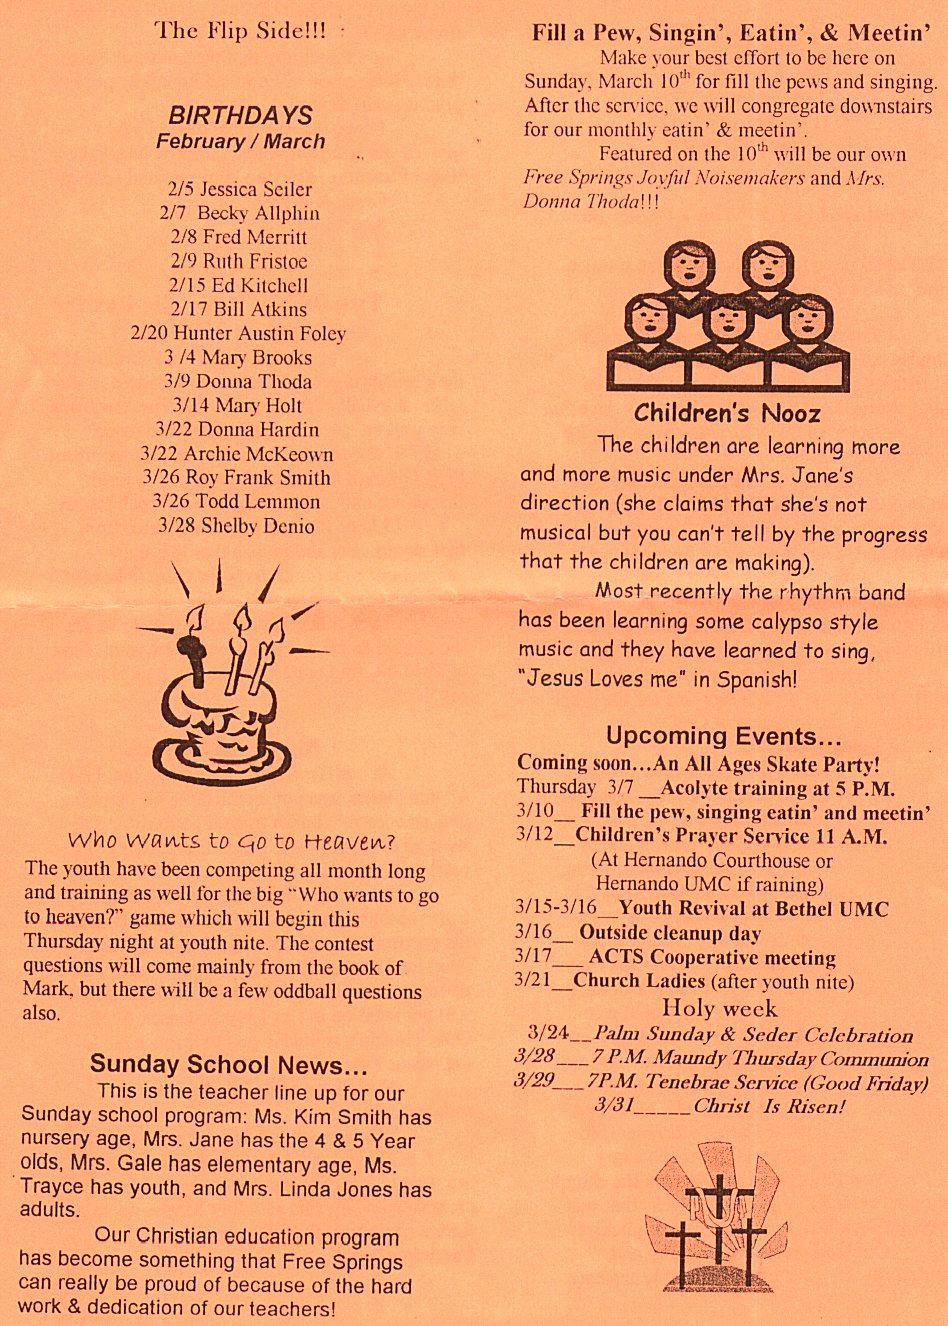 The Flip Side!!!
BIRTHDAYS
February / March
2/5 Jessica Seiler
2/7 Becky Allphin
2/8 Fred Merritt
2/9 Ruth Fristoe
2/15 Ed Kitchell
2/17 Bill Atkins
2/20 Hunter Austin Foley
3 /4 Mary Brooks
3/9 Donna Thoda
3/14 Mary Holt
3/22 Donna Hardin
3/22 Archie McKeown
3/26 Roy Frank Smith
3/26 Todd Lemmon
3/28 Shelby Denio
Who Wants to Go to Heaven?
The youth have been competing all month long
and training as well for the big "Who wants to go
to heaven?" game which will begin this
Thursday night at youth nite. The contest
questions will come mainly from the book of
Mark, but there will be a few oddball questions
also.
Sunday School News...
This is the teacher line up for our
Sunday school program: Ms. Kim Smith has
nursery age, Mrs. Jane has the 4 & 5 Year
olds, Mrs. Gale has elementary age, Ms.
Trayce has youth, and Mrs. Linda Jones has
adults.
Our Christian education program
has become something that Free Springs
can really be proud of because of the hard
work & dedication of our teachers!
Fill a Pew, Singin', Eatin', & Meetin'
Make your best effort to be here on
Sunday, March 10th for fill the pews and singing.
After the service, we will congregate downstairs
for our monthly eatin' & meetin'.
Featured on the 10th will be our own
Free Springs Joyful Noisemakers and Mrs.
Donna Thoda!!!
Children's Nooz
The children are learning more
and more music under Mrs. Jane's
direction (she claims that she's not
musical but you can't tell by the progress
that the children are making).
Most recently the rhythm band
has been learning some calypso style
music and they have learned to sing,
"Jesus Loves me" in Spanish!
Upcoming Events...
Coming soon...An All Ages Skate Party!
Thursday 3/7 __Acolyte training at 5 P.M.
3/10__ Fill the pew, singing eatin' and meetin'
3/12__Children's Prayer Service 11 A.M.
(At Hernando Courthouse or
Hernando UMC if raining)
3/15-3/16__Youth Revival at Bethel UMC
3/16__ Outside cleanup day
3/17___ ACTS Cooperative meeting
3/21__Church Ladies (after youth nite)
Holy week
3/24__Palm Sunday & Seder Celebration
3/28 ___ 7 P.M. Maundy Thursday Communion
3/29___7P.M. Tenebrae Service (Good Friday)
3/31_____Christ Is Risen!